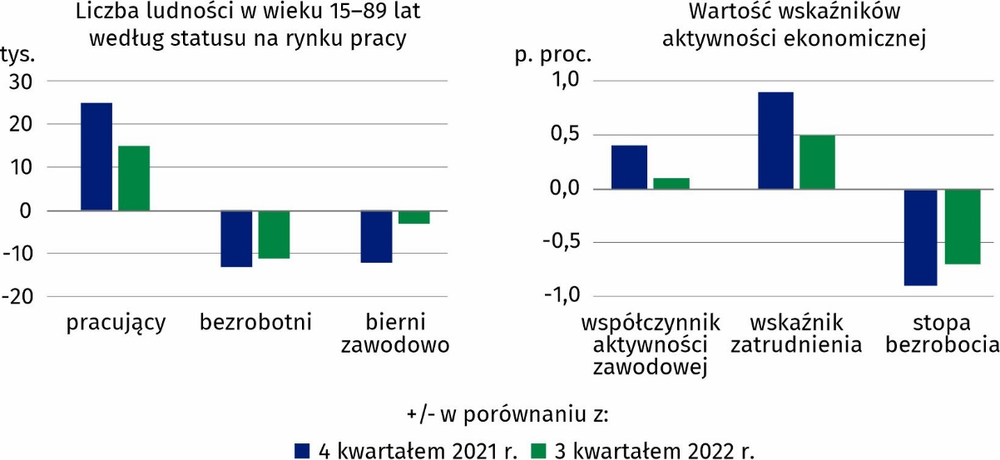 Liczba ludności w wieku 15–89 lat
według statusu na rynku pracy
tys.
30
20
10
0
-10
-20
pracujący
bezrobotni
bierni
zawodowo
Wartość wskaźników
aktywności ekonomicznej
p. proc.
1,0
0,5
0,0
-0,5
-1,0
współczynnik
aktywności
zawodowej
wskaźnik
zatrudnienia
stopa
bezrobocia
+/- w porównaniu z:
4 kwartałem 2021 r.
3 kwartałem 2022 r.